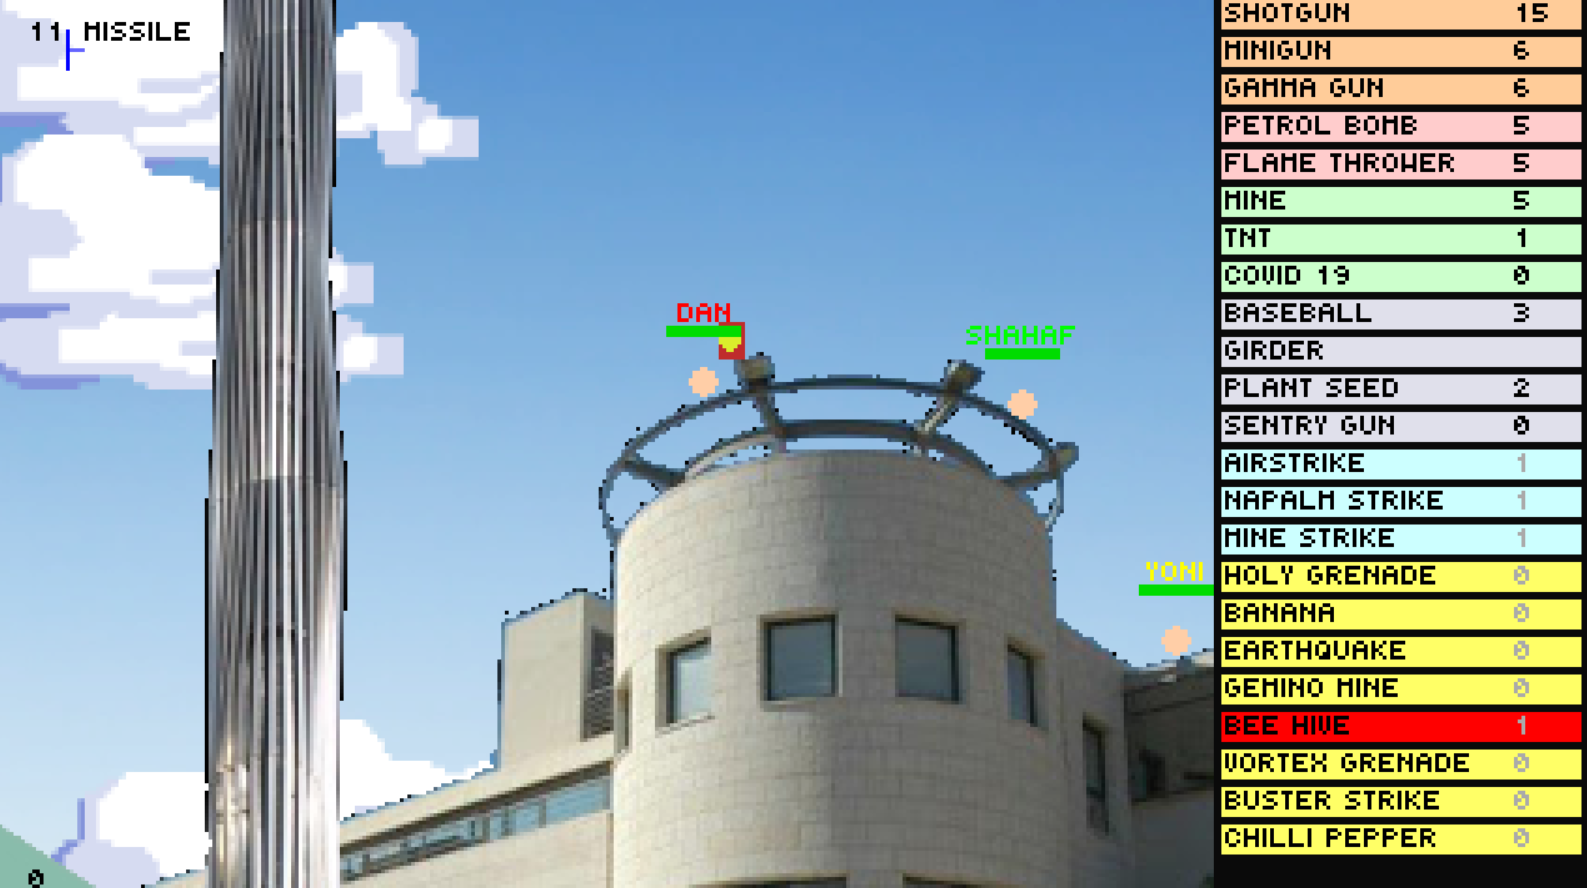 11 MISSILE
DAN
SHAHAF
YONI
0
SHOTGUN 15
MINIGUN 6
GAMMA GUN 6
PETROL BOMB 5
FLAME THROWER 5
MINE 5
TNT 1
COVID 19 0
BASEBALL 3
GIRDER
PLANT SEED 2
SENTRY GUN 0
AIRSTRIKE 1
NAPALM STRIKE 1
MINE STRIKE 1
HOLY GRENADE 0
BANANA 0
EARTHQUAKE 0
GEMINO MINE 0
BEE HIVE 1
VORTEX GRENADE 0
BUSTER STRIKE 0
CHILLI PEPPER 0